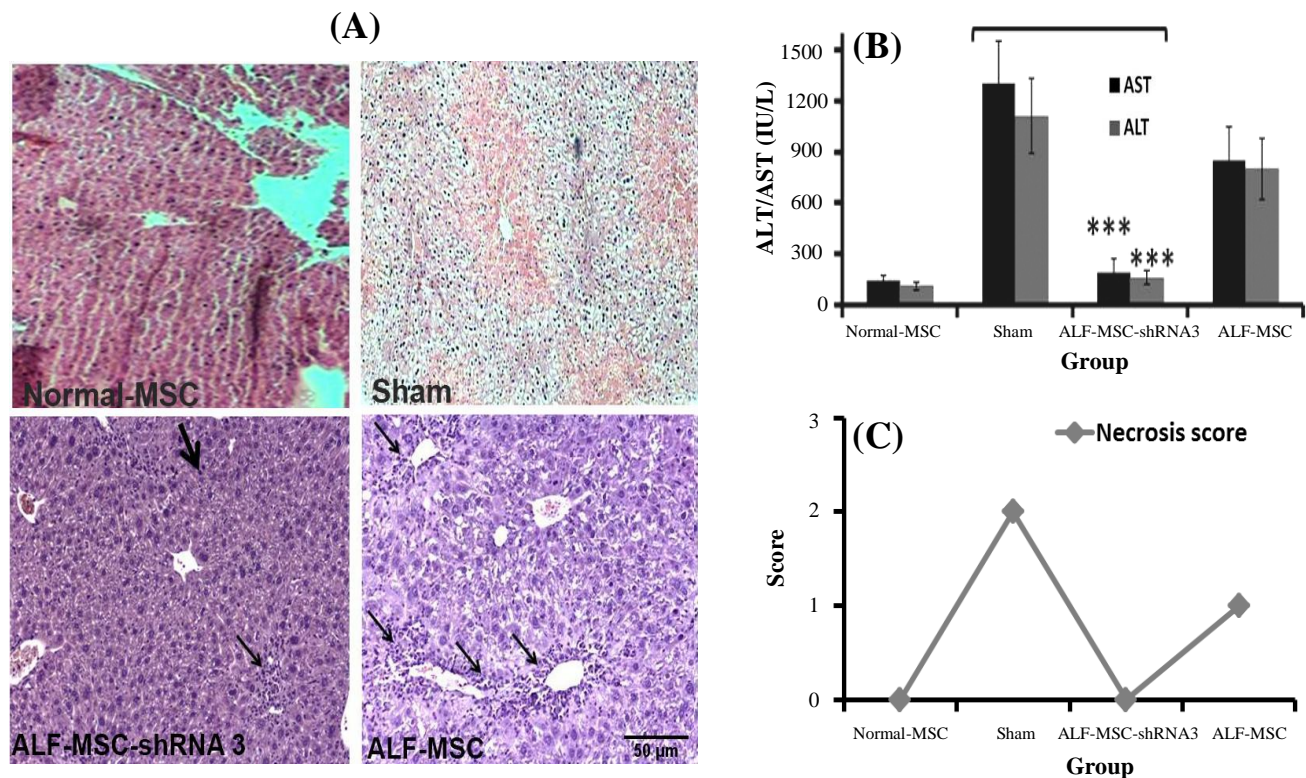 (A)
Normal-MSC
Sham
ALF-MSC-shRNA 3
ALF-MSC
50 µm
(B)
ALT/AST (IU/L)
1500
1200
900
600
300
0
AST
ALT
***
***
Normal-MSC
Sham
ALF-MSC-shRNA3
ALF-MSC
Group
(C)
Necrosis score
Score
3
2
1
0
Normal-MSC
Sham
ALF-MSC-shRNA3
ALF-MSC
Group